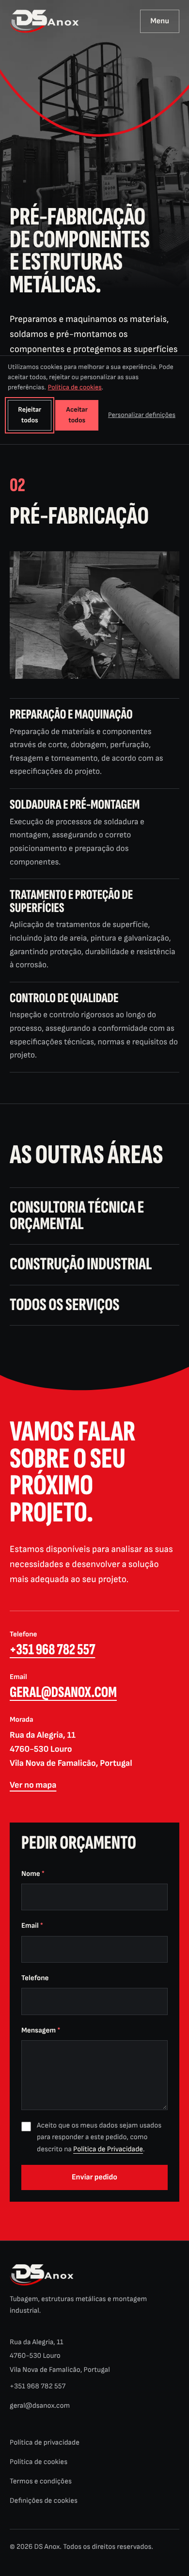 DS Anox
Menu
PRÉ-FABRICAÇÃO
DE COMPONENTES
E ESTRUTURAS
METÁLICAS.
Preparamos e maquinamos os materiais,
soldamos e pré-montamos os
componentes e protegemos as superfícies
Utilizamos cookies para melhorar a sua experiência. Pode
aceitar todos, rejeitar ou personalizar as suas
preferências. Política de cookies.
Rejeitar
todos
Aceitar
todos
Personalizar definições
02
PRÉ-FABRICAÇÃO
PREPARAÇÃO E MAQUINAÇÃO
Preparação de materiais e componentes
através de corte, dobragem, perfuração,
fresagem e torneamento, de acordo com as
especificações do projeto.
SOLDADURA E PRÉ-MONTAGEM
Execução de processos de soldadura e
montagem, assegurando o correto
posicionamento e preparação dos
componentes.
TRATAMENTO E PROTEÇÃO DE
SUPERFÍCIES
Aplicação de tratamentos de superfície,
incluindo jato de areia, pintura e galvanização,
garantindo proteção, durabilidade e resistência
à corrosão.
CONTROLO DE QUALIDADE
Inspeção e controlo rigorosos ao longo do
processo, assegurando a conformidade com as
especificações técnicas, normas e requisitos do
projeto.
AS OUTRAS ÁREAS
CONSULTORIA TÉCNICA E
ORÇAMENTAL
CONSTRUÇÃO INDUSTRIAL
TODOS OS SERVIÇOS
VAMOS FALAR
SOBRE O SEU
PRÓXIMO
PROJETO.
Estamos disponíveis para analisar as suas
necessidades e desenvolver a solução
mais adequada ao seu projeto.
Telefone
+351 968 782 557
Email
GERAL@DSANOX.COM
Morada
Rua da Alegria, 11
4760-530 Louro
Vila Nova de Famalicão, Portugal
Ver no mapa
PEDIR ORÇAMENTO
Nome *
Email *
Telefone
Mensagem *
Aceito que os meus dados sejam usados
para responder a este pedido, como
descrito na Política de Privacidade.
Enviar pedido
DS Anox
Tubagem, estruturas metálicas e montagem
industrial.
Rua da Alegria, 11
4760-530 Louro
Vila Nova de Famalicão, Portugal
+351 968 782 557
geral@dsanox.com
Política de privacidade
Política de cookies
Termos e condições
Definições de cookies
© 2026 DS Anox. Todos os direitos reservados.